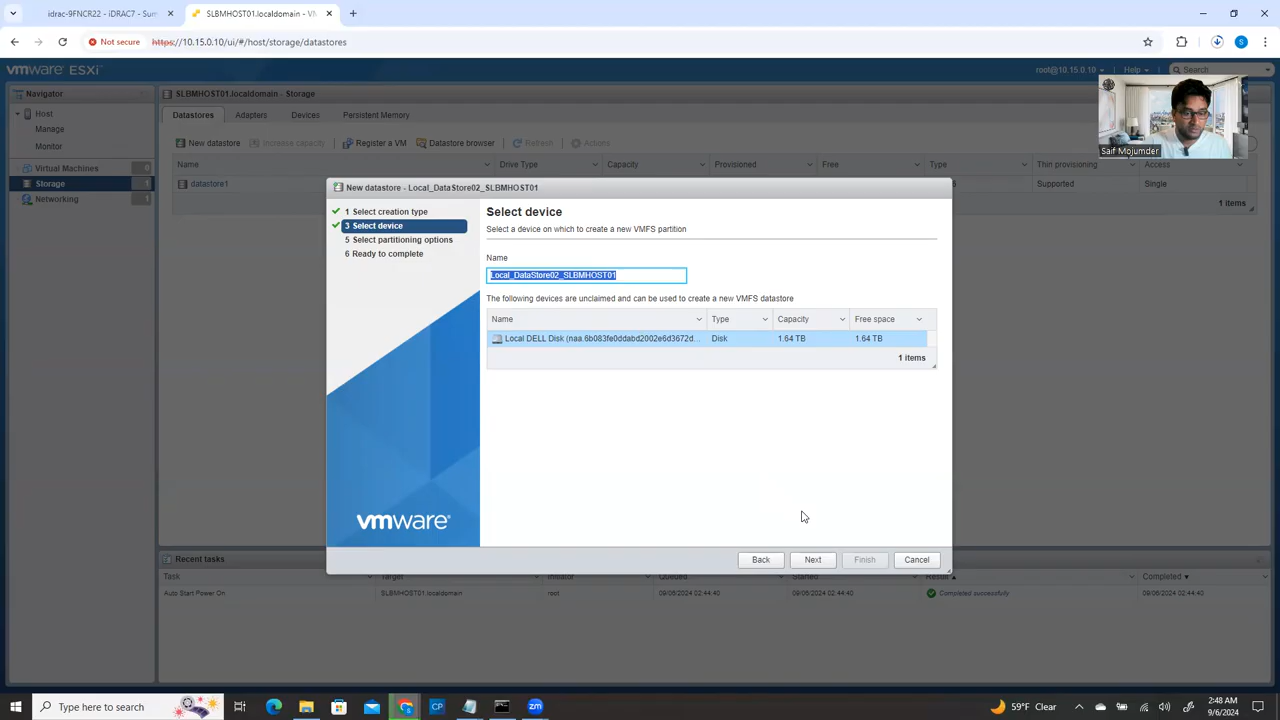 idrac-9FNCR22 - iDRAC7 - Sum
SLBMHOST01.localdomain - VM
Not secure
https://10.15.0.10/ui/#/host/storage/datastores
S
vmware ESXi
root@10.15.0.10
Help
Search
Navigator
SLBMHOST01.localdomain - Storage
Host
Manage
Monitor
Virtual Machines 0
Storage 1
Networking 1
Datastores Adapters Devices Persistent Memory
New datastore Increase capacity Register a VM Datastore browser Refresh Actions
Name Drive Type Capacity Provisioned Free Type Thin provisioning Access
datastore1 Supported Single
1 items
Saif Mojumder
New datastore - Local_DataStore02_SLBMHOST01
1 Select creation type
3 Select device
5 Select partitioning options
6 Ready to complete
vmware
Select device
Select a device on which to create a new VMFS partition
Name
Local_DataStore02_SLBMHOST01
The following devices are unclaimed and can be used to create a new VMFS datastore
Name Type Capacity Free space
Local DELL Disk (naa.6b083fe0ddabd2002e6d3672d... Disk 1.64 TB 1.64 TB
1 items
Back Next Finish Cancel
Recent tasks
Task Target Initiator Queued Started Result Completed
Auto Start Power On SLBMHOST01.localdomain root 09/06/2024 02:44:40 09/06/2024 02:44:40 Completed successfully 09/06/2024 02:44:40
Type here to search
CP
zm
59°F Clear
2:48 AM
9/6/2024